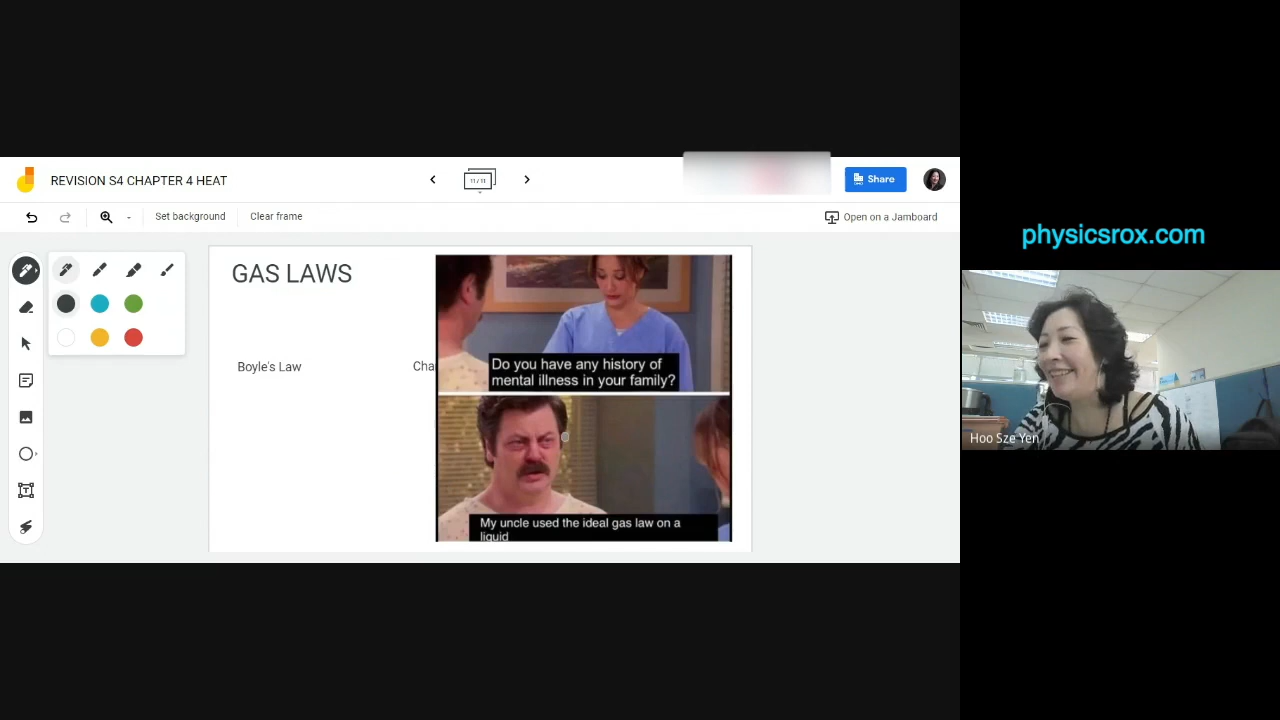 REVISION S4 CHAPTER 4 HEAT
11 / 11
Share
Set background
Clear frame
Open on a Jamboard
physicsrox.com
GAS LAWS
Boyle's Law
Cha
Do you have any history of
mental illness in your family?
My uncle used the ideal gas law on a
liquid
Hoo Sze Yen